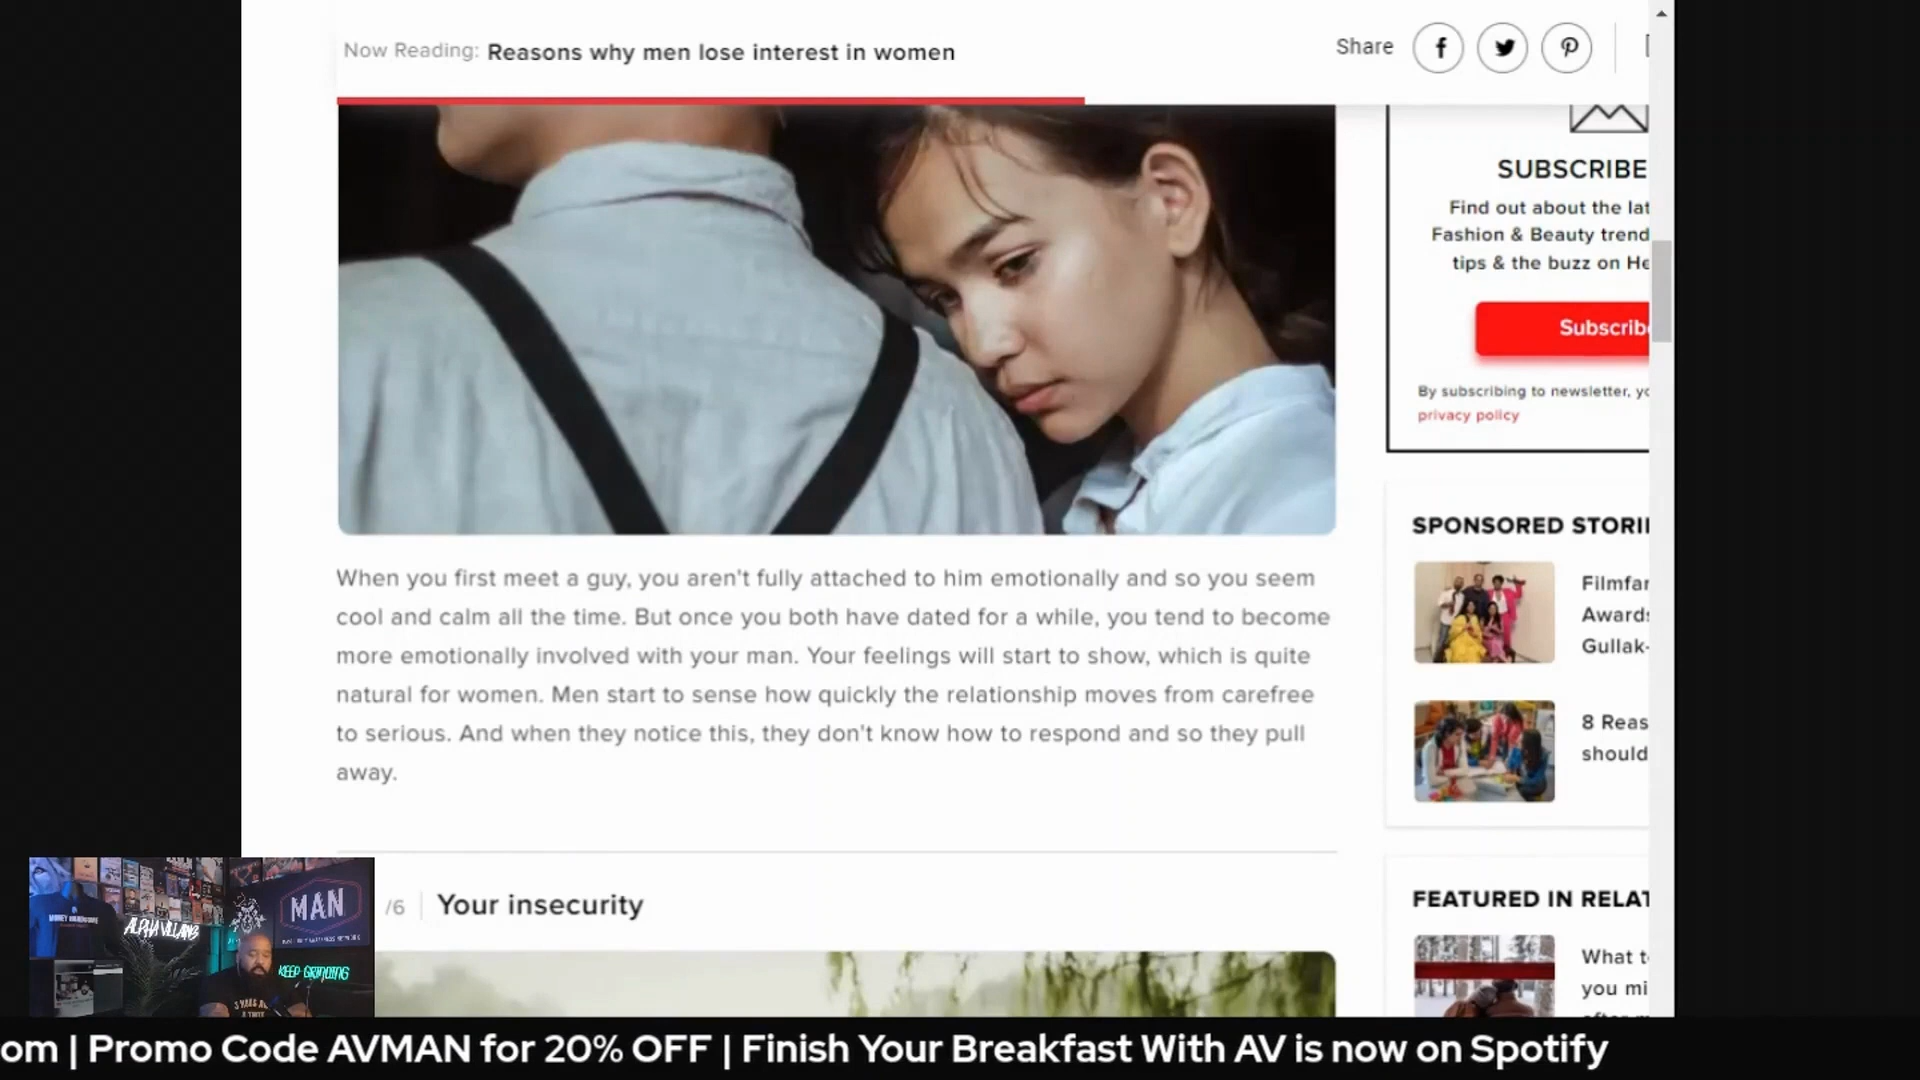 Now Reading: Reasons why men lose interest in women
Share
SUBSCRIBE
Find out about the lat
Fashion & Beauty trend
tips & the buzz on He
Subscribe
By subscribing to newsletter, yo
privacy policy
When you first meet a guy, you aren't fully attached to him emotionally and so you seem
cool and calm all the time. But once you both have dated for a while, you tend to become
more emotionally involved with your man. Your feelings will start to show, which is quite
natural for women. Men start to sense how quickly the relationship moves from carefree
to serious. And when they notice this, they don't know how to respond and so they pull
away.
SPONSORED STORI
Filmfar
Awards
Gullak-
8 Reas
should
/6 Your insecurity
FEATURED IN RELAT
What t
you mi
MAN
ALPHA VILLAINS
KEEP GRINDING
om | Promo Code AVMAN for 20% OFF | Finish Your Breakfast With AV is now on Spotify